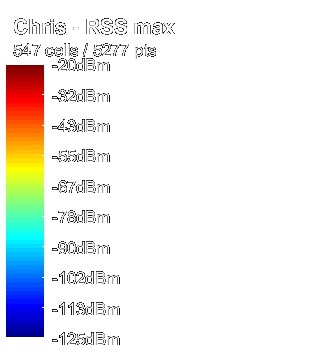 Chris - RSS max
547 cells / 5277 pts
-20dBm
-32dBm
-43dBm
-55dBm
-67dBm
-78dBm
-90dBm
-102dBm
-113dBm
-125dBm